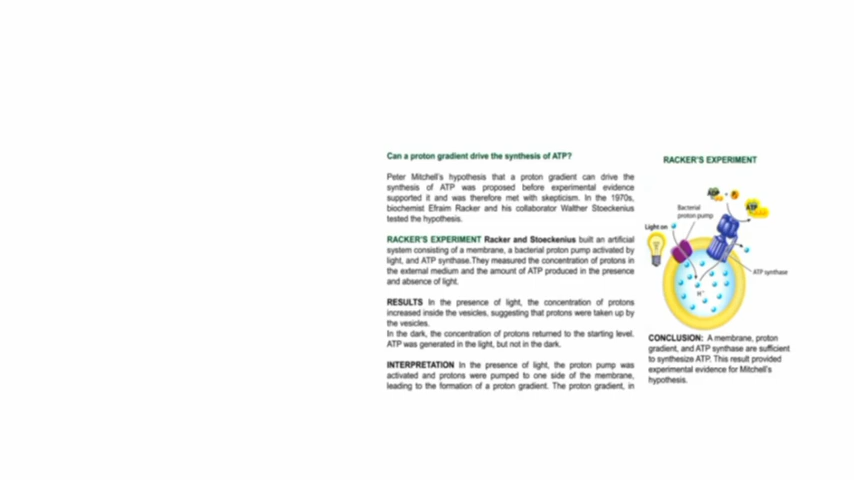 Can a proton gradient drive the synthesis of ATP?
Peter Mitchell's hypothesis that a proton gradient can drive the
synthesis of ATP was proposed before experimental evidence
supported it and was therefore met with skepticism. In the 1970s,
biochemist Efraim Racker and his collaborator Walther Stoeckenius
tested the hypothesis.
RACKER'S EXPERIMENT Racker and Stoeckenius built an artificial
system consisting of a membrane, a bacterial proton pump activated by
light, and ATP synthase.They measured the concentration of protons in
the external medium and the amount of ATP produced in the presence
and absence of light.
RESULTS In the presence of light, the concentration of protons
increased inside the vesicles, suggesting that protons were taken up by
the vesicles.
In the dark, the concentration of protons returned to the starting level.
ATP was generated in the light, but not in the dark.
INTERPRETATION In the presence of light, the proton pump was
activated and protons were pumped to one side of the membrane,
leading to the formation of a proton gradient. The proton gradient, in
RACKER'S EXPERIMENT
ADP + Pi
ATP
Bacterial
proton pump
Light on
ATP synthase
H+
CONCLUSION: A membrane, proton
gradient, and ATP synthase are sufficient
to synthesize ATP. This result provided
experimental evidence for Mitchell's
hypothesis.